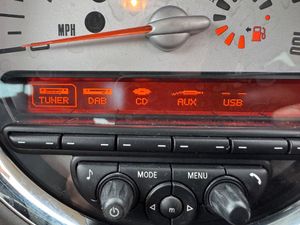 MPH
TUNER DAB CD AUX USB
MODE MENU
m